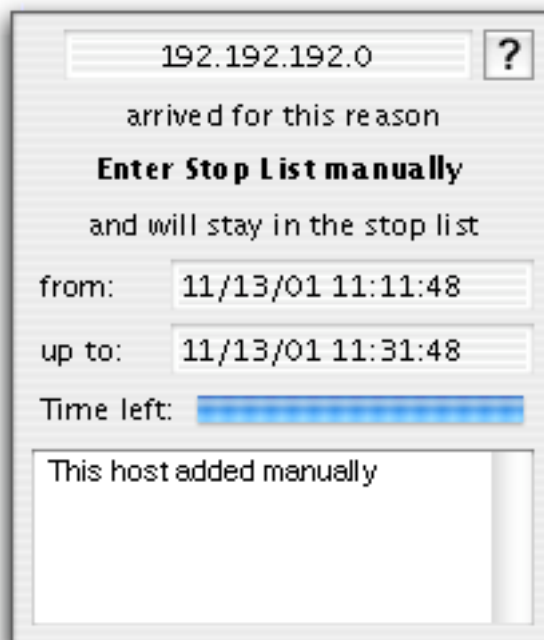 192.192.192.0 ?
arrived for this reason
Enter Stop List manually
and will stay in the stop list
from: 11/13/01 11:11:48
up to: 11/13/01 11:31:48
Time left:
This host added manually